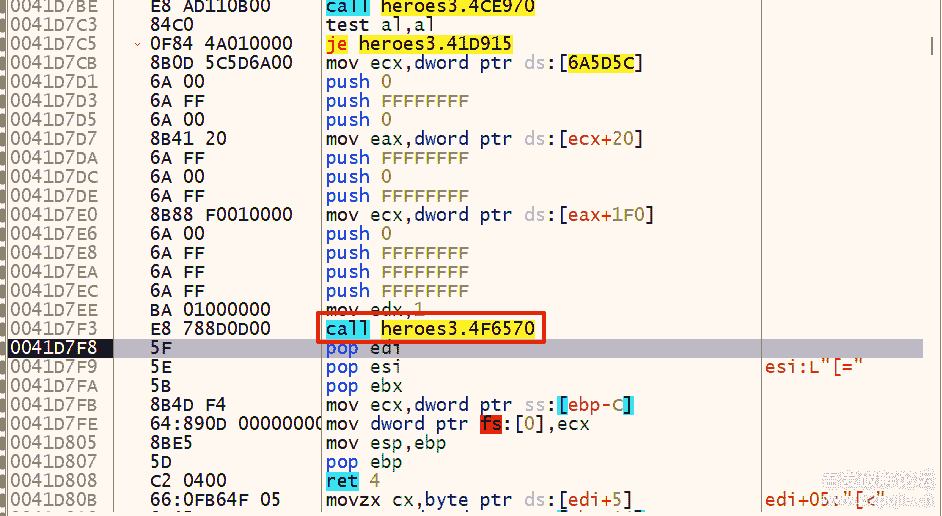 0041D7BE E8 AD110B00 call heroes3.4CE970
0041D7C3 84C0 test al,al
0041D7C5 0F84 4A010000 je heroes3.41D915
0041D7CB 8B0D 5C5D6A00 mov ecx,dword ptr ds:[6A5D5C]
0041D7D1 6A 00 push 0
0041D7D3 6A FF push FFFFFFFF
0041D7D5 6A 00 push 0
0041D7D7 8B41 20 mov eax,dword ptr ds:[ecx+20]
0041D7DA 6A FF push FFFFFFFF
0041D7DC 6A 00 push 0
0041D7DE 6A FF push FFFFFFFF
0041D7E0 8B88 F0010000 mov ecx,dword ptr ds:[eax+1F0]
0041D7E6 6A 00 push 0
0041D7E8 6A FF push FFFFFFFF
0041D7EA 6A FF push FFFFFFFF
0041D7EC 6A FF push FFFFFFFF
0041D7EE BA 01000000 mov edx,1
0041D7F3 E8 788D0D00 call heroes3.4F6570
0041D7F8 5F pop edi
0041D7F9 5E pop esi esi:L"[="
0041D7FA 5B pop ebx
0041D7FB 8B4D F4 mov ecx,dword ptr ss:[ebp-C]
0041D7FE 64:890D 00000000 mov dword ptr fs:[0],ecx
0041D805 8BE5 mov esp,ebp
0041D807 5D pop ebp
0041D808 C2 0400 ret 4
0041D80B 66:0FB64F 05 movzx cx,byte ptr ds:[edi+5] edi+05:"[<"